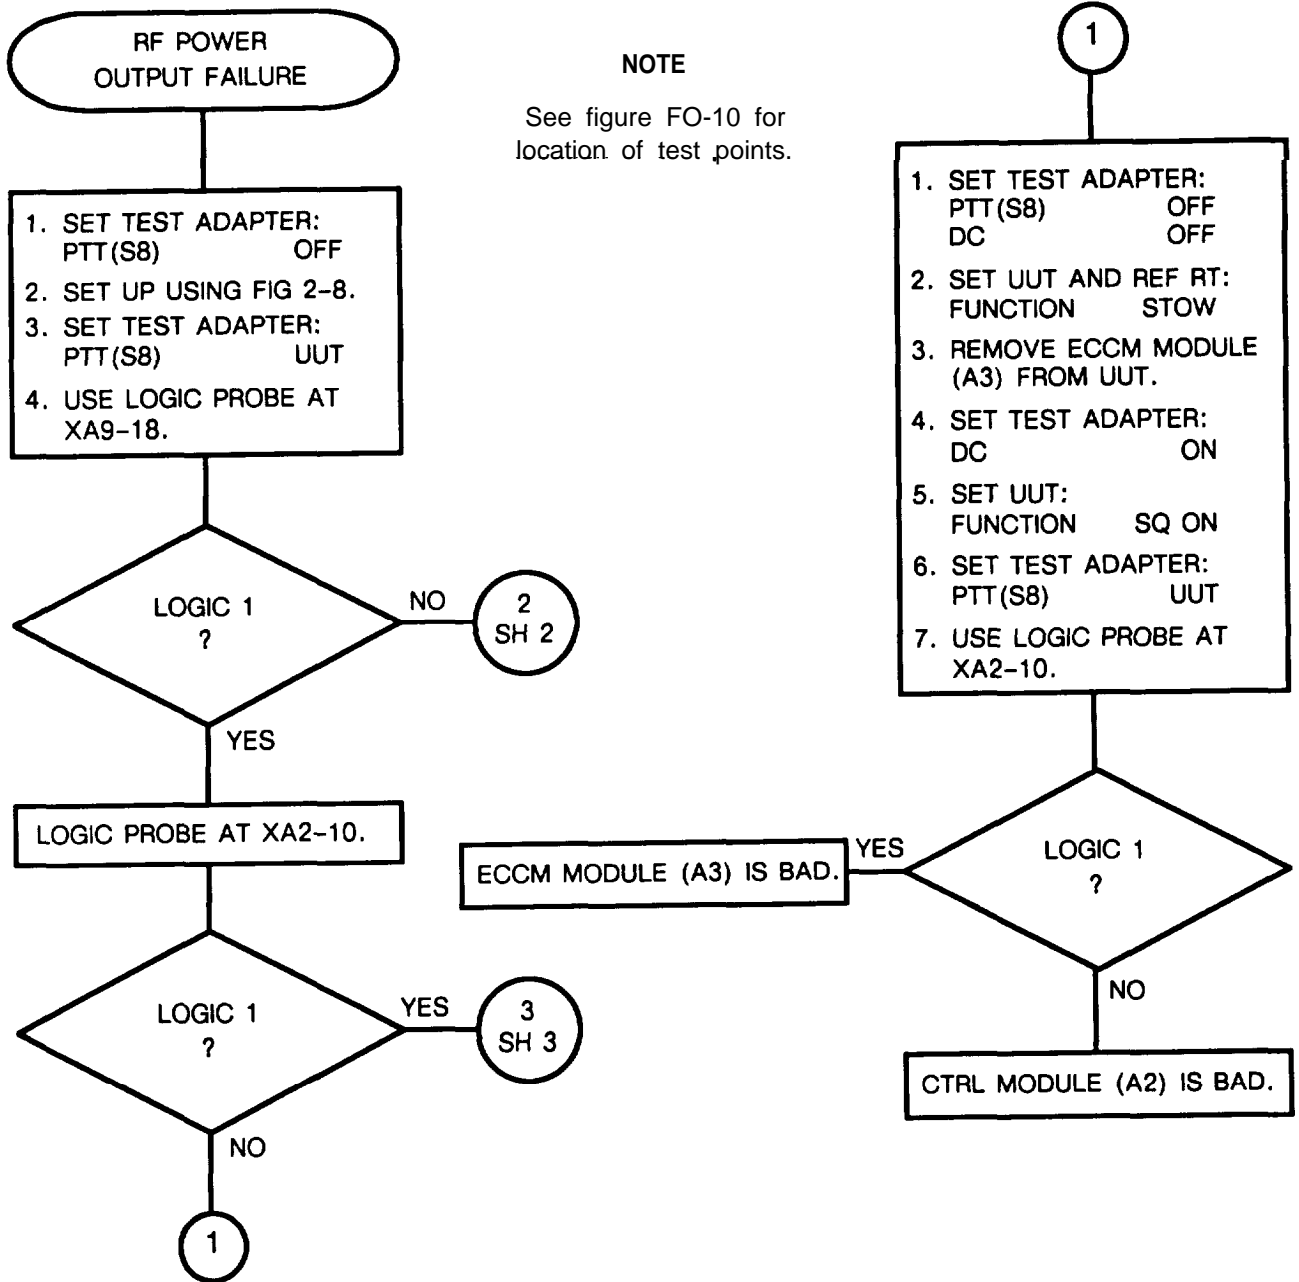 RF POWER
OUTPUT FAILURE
NOTE
See figure FO-10 for
location of test points.
1. SET TEST ADAPTER:
PTT(S8) OFF
2. SET UP USING FIG 2-8.
3. SET TEST ADAPTER:
PTT(S8) UUT
4. USE LOGIC PROBE AT
XA9-18.
LOGIC 1
?
NO
2
SH 2
YES
LOGIC PROBE AT XA2-10.
LOGIC 1
?
YES
3
SH 3
NO
1
1
1. SET TEST ADAPTER:
PTT(S8) OFF
DC OFF
2. SET UUT AND REF RT:
FUNCTION STOW
3. REMOVE ECCM MODULE
(A3) FROM UUT.
4. SET TEST ADAPTER:
DC ON
5. SET UUT:
FUNCTION SQ ON
6. SET TEST ADAPTER:
PTT(S8) UUT
7. USE LOGIC PROBE AT
XA2-10.
LOGIC 1
?
YES
ECCM MODULE (A3) IS BAD.
NO
CTRL MODULE (A2) IS BAD.